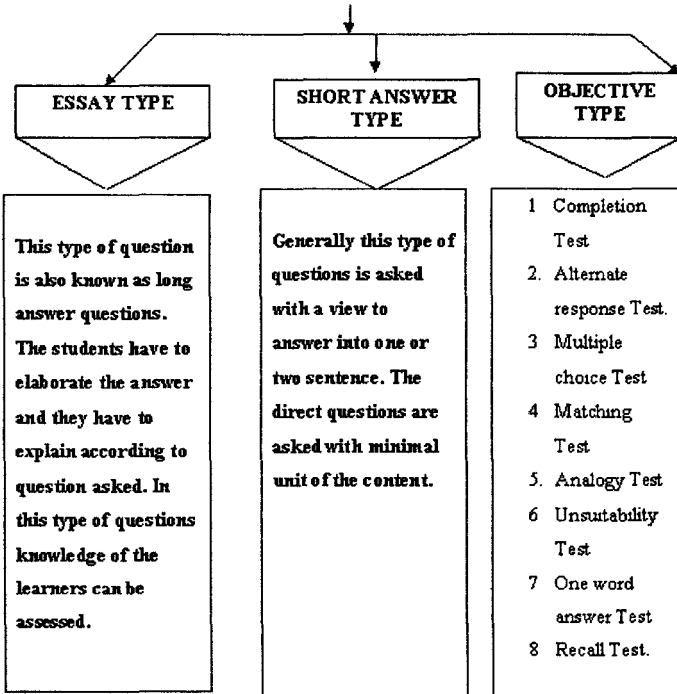 ESSAY TYPE
This type of question
is also known as long
answer questions.
The students have to
elaborate the answer
and they have to
explain according to
question asked. In
this type of questions
knowledge of the
learners can be
assessed.
SHORT ANSWER
TYPE
Generally this type of
questions is asked
with a view to
answer into one or
two sentence. The
direct questions are
asked with minimal
unit of the content.
OBJECTIVE
TYPE
1 Completion
Test
2. Alternate
response Test.
3 Multiple
choice Test
4 Matching
Test
5. Analogy Test
6 Unsuitability
Test
7 One word
answer Test
8 Recall Test.